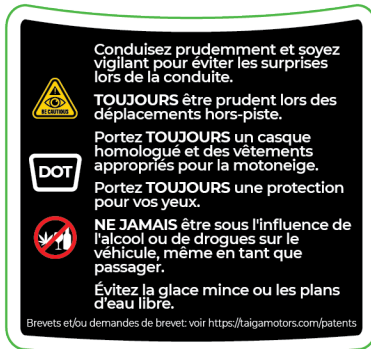 Conduisez prudemment et soyez
vigilant pour éviter les surprises
lors de la conduite.
BE CAUTIOUS
TOUJOURS être prudent lors des
déplacements hors-piste.
Portez TOUJOURS un casque
homologué et des vêtements
appropriés pour la motoneige.
DOT
Portez TOUJOURS une protection
pour vos yeux.
NE JAMAIS être sous l'influence de
l'alcool ou de drogues sur le
véhicule, même en tant que
passager.
Évitez la glace mince ou les plans
d'eau libre.
Brevets et/ou demandes de brevet: voir https://taigamotors.com/patents